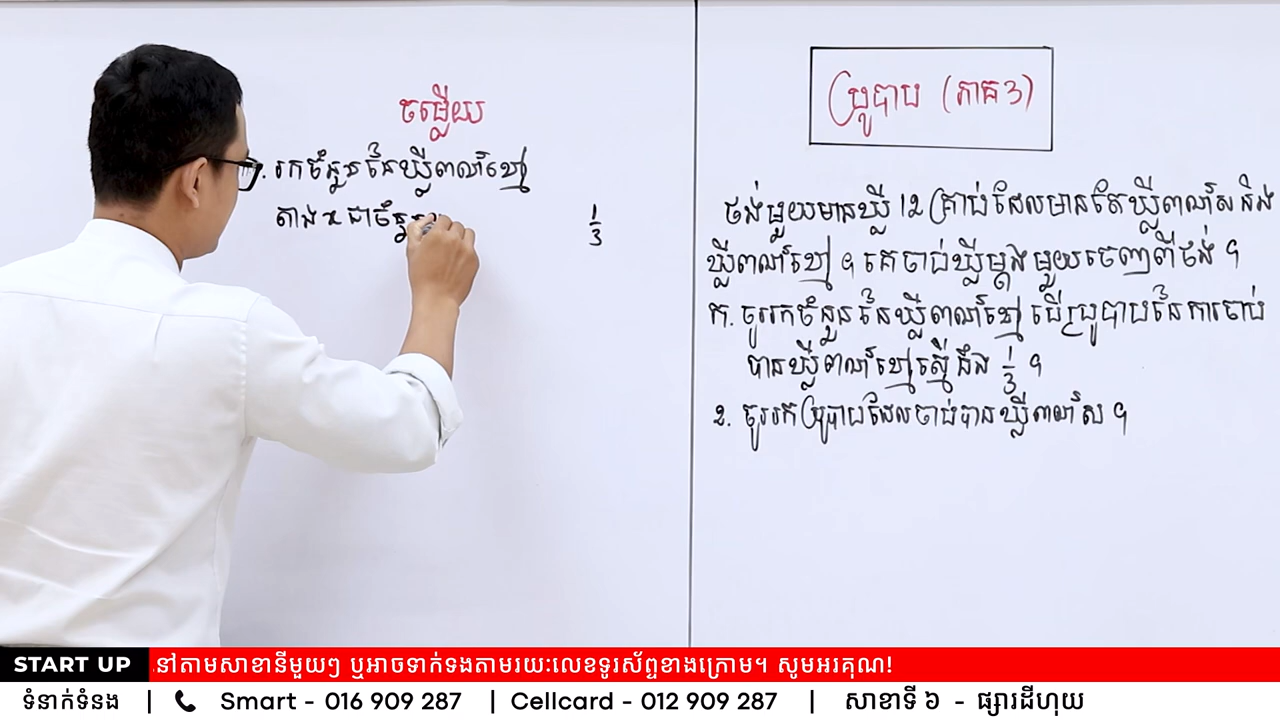 ចម្លើយ
. រកចំនួននៃឃ្លីពណ៌ខ្មៅ
តាង x ជាចំនួន
1/3
ប្រូបាប (ភាគ3)
ថង់មួយមានឃ្លី 12 គ្រាប់ដែលមានតែឃ្លីពណ៌ស និង
ឃ្លីពណ៌ខ្មៅ ។ គេចាប់ឃ្លីម្តងមួយចេញពីថង់ ។
ក. ចូររកចំនួននៃឃ្លីពណ៌ខ្មៅ បើប្រូបាបនៃការចាប់
បានឃ្លីពណ៌ខ្មៅស្មើនឹង 1/3 ។
ខ. ចូររកប្រូបាបដែលចាប់បានឃ្លីពណ៌ស ។
START UP នៅតាមសាខានីមួយៗ ឬអាចទាក់ទងតាមរយៈលេខទូរស័ព្ទខាងក្រោម។ សូមអរគុណ!
ទំនាក់ទំនង | Smart - 016 909 287 | Cellcard - 012 909 287 | សាខាទី ៦ - ផ្សារដីហុយ